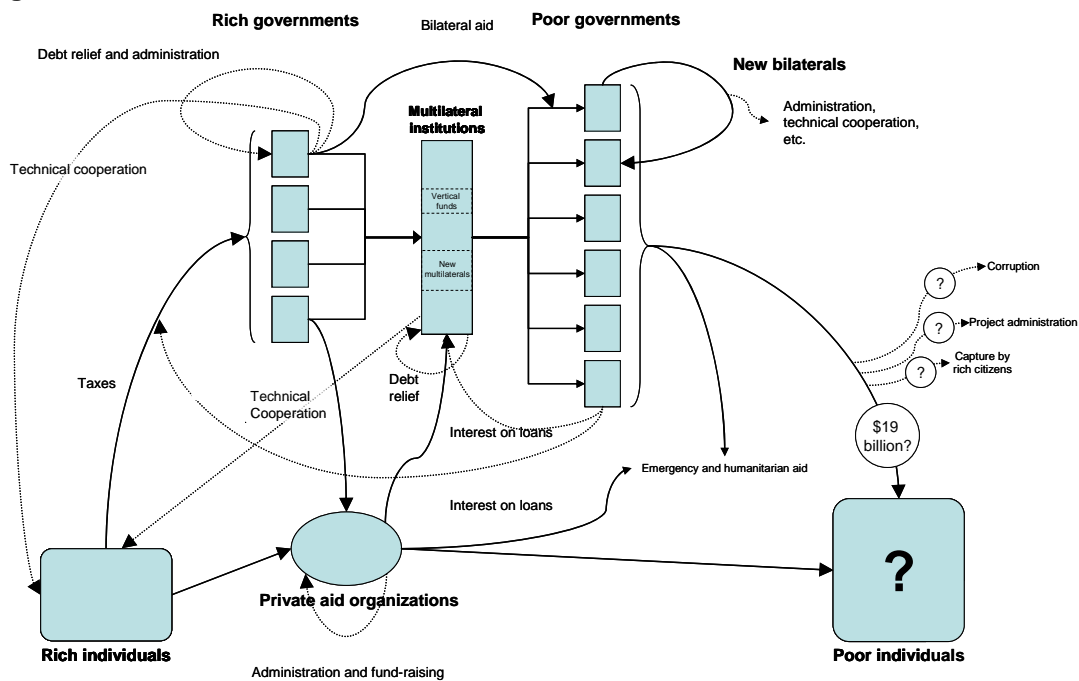 Rich governments
Bilateral aid
Poor governments
Debt relief and administration
New bilaterals
Multilateral
institutions
Administration,
technical cooperation,
etc.
Technical cooperation
Vertical
funds
New
multilaterals
Corruption
?
Project administration
?
Capture by
rich citizens
?
Taxes
Debt
relief
Technical
Cooperation
Interest on loans
$19
billion?
Emergency and humanitarian aid
Interest on loans
?
Private aid organizations
Rich individuals
Poor individuals
Administration and fund-raising